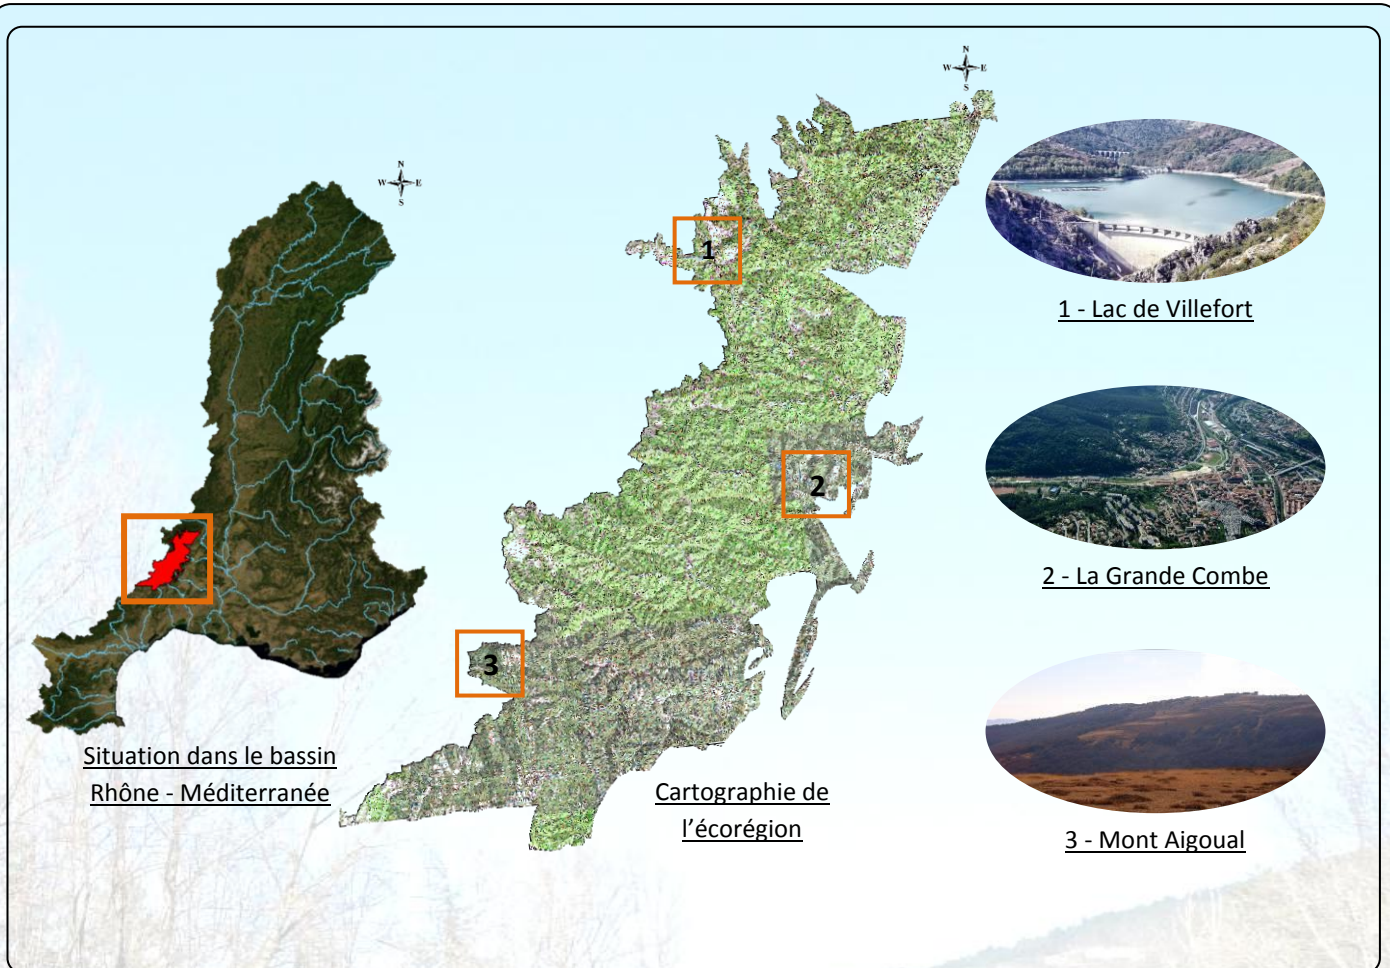 N
W E
S
N
W E
S
1
2
3
1 - Lac de Villefort
2 - La Grande Combe
3 - Mont Aigoual
Situation dans le bassin
Rhône - Méditerranée
Cartographie de
l’écorégion